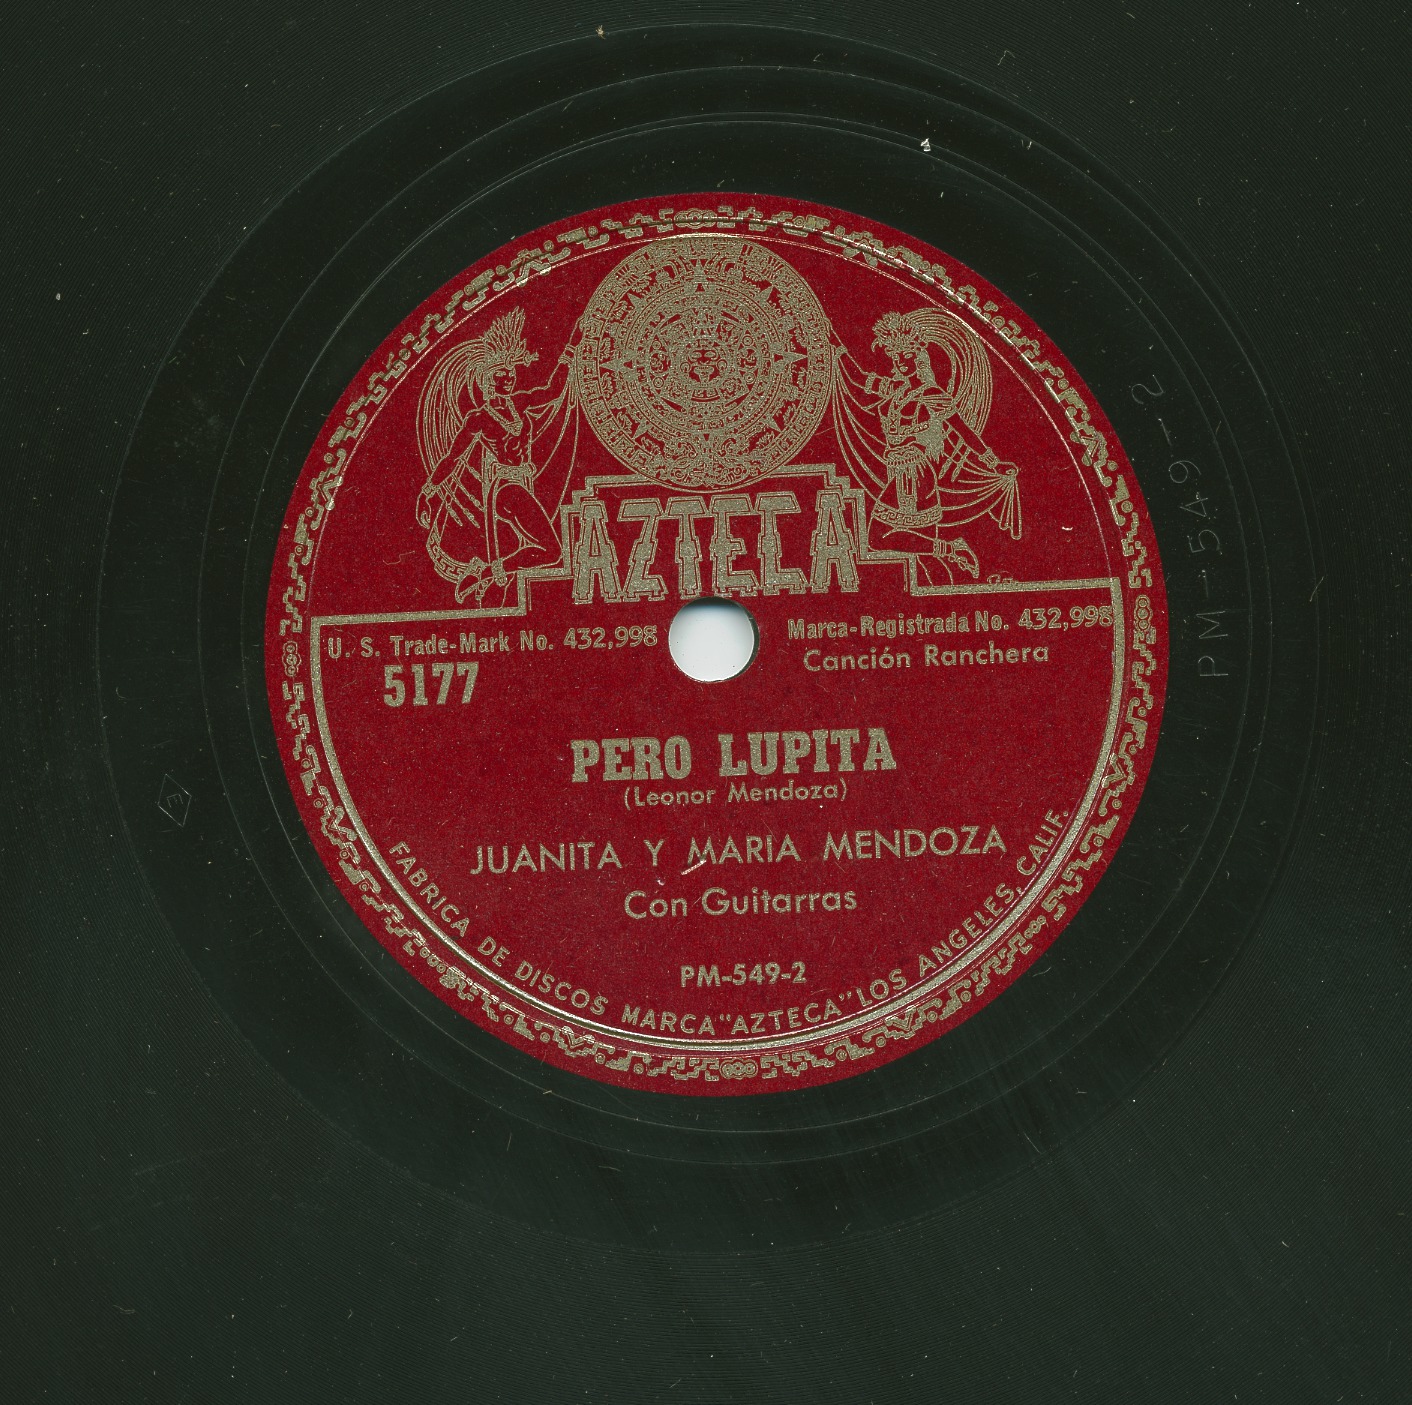 AZTECA
U. S. Trade-Mark No. 432,998
Marca-Registrada No. 432,998
5177
Canción Ranchera
PERO LUPITA
(Leonor Mendoza)
JUANITA Y MARIA MENDOZA
Con Guitarras
PM-549-2
FABRICA DE DISCOS MARCA "AZTECA" LOS ANGELES, CALIF.
PM-549-2
E